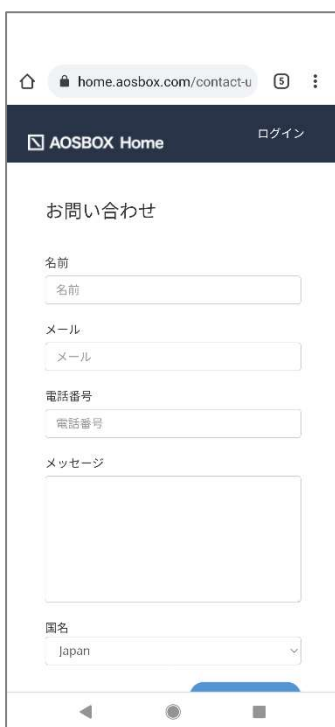 home.aosbox.com/contact-u
5
AOSBOX Home
ログイン
お問い合わせ
名前
名前
メール
メール
電話番号
電話番号
メッセージ
国名
Japan